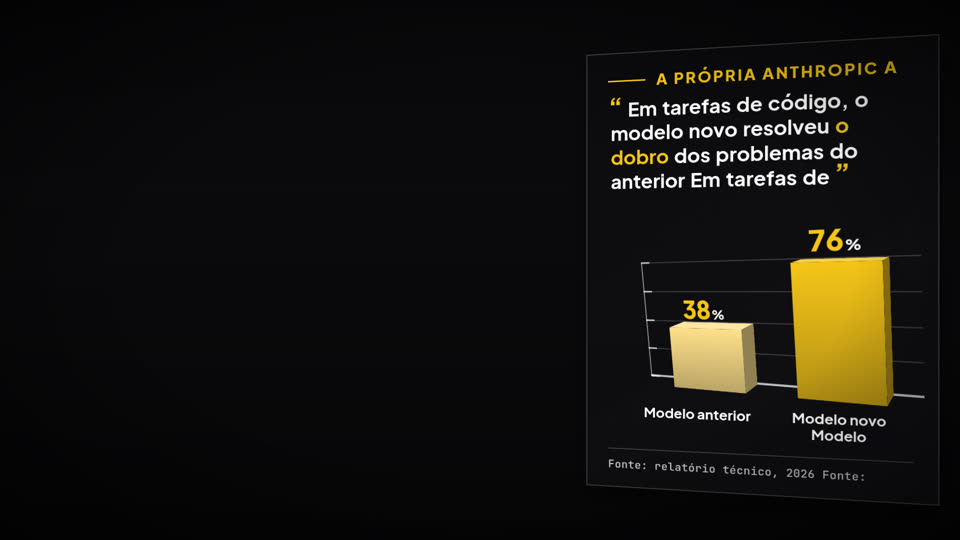 A PRÓPRIA ANTHROPIC A
“ Em tarefas de código, o
modelo novo resolveu o
dobro dos problemas do
anterior Em tarefas de ”
76%
38%
Modelo anterior
Modelo novo
Modelo
Fonte: relatório técnico, 2026 Fonte: